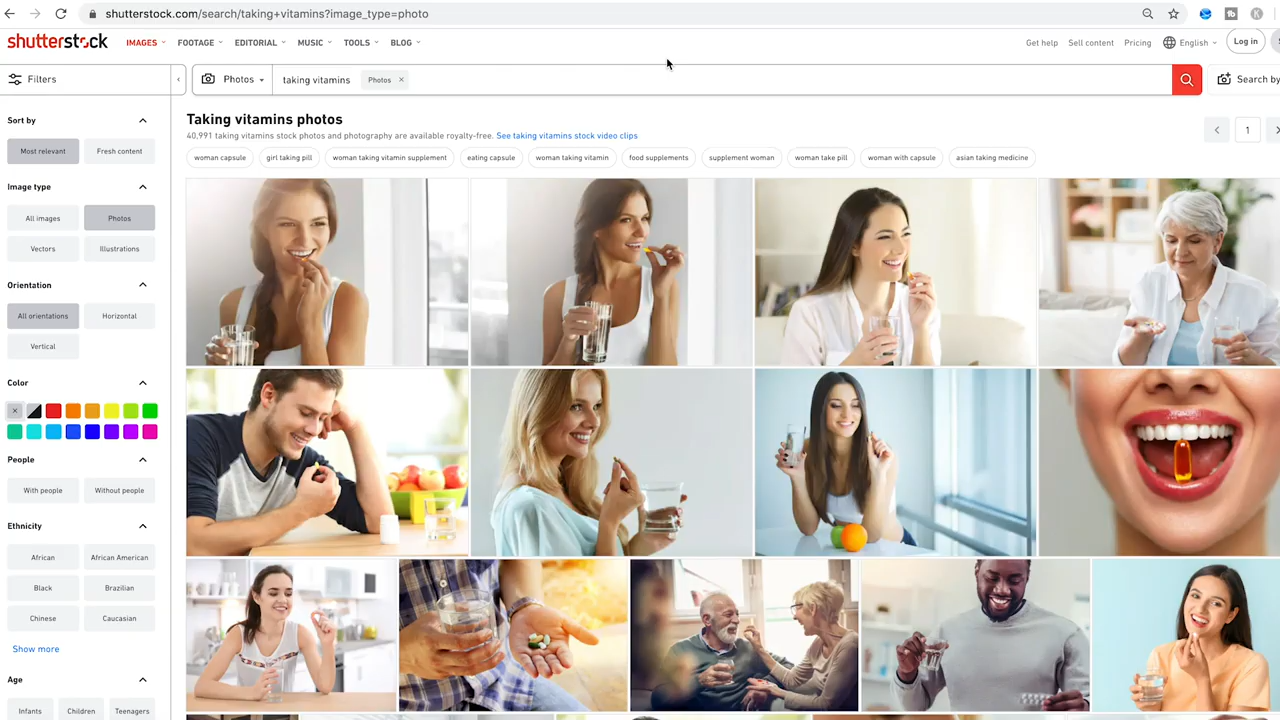 shutterstock.com/search/taking+vitamins?image_type=photo
shutterstock IMAGES FOOTAGE EDITORIAL MUSIC TOOLS BLOG Get help Sell content Pricing English Log in
Filters Photos taking vitamins Photos × Search by
Taking vitamins photos
40,991 taking vitamins stock photos and photography are available royalty-free. See taking vitamins stock video clips
1
woman capsule girl taking pill woman taking vitamin supplement eating capsule woman taking vitamin food supplements supplement woman woman take pill woman with capsule asian taking medicine
Sort by
Most relevant Fresh content
Image type
All images Photos
Vectors Illustrations
Orientation
All orientations Horizontal
Vertical
Color
People
With people Without people
Ethnicity
African African American
Black Brazilian
Chinese Caucasian
Show more
Age
Infants Children Teenagers